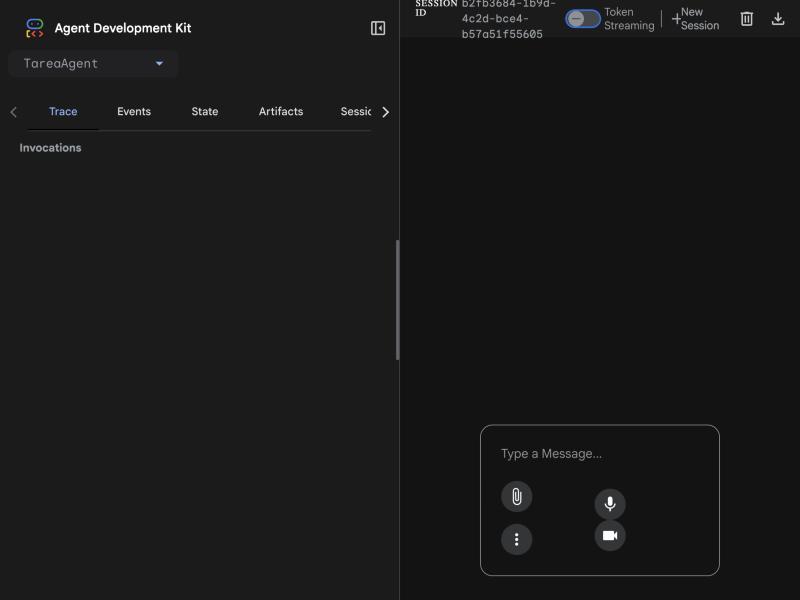 Agent Development Kit
TareaAgent
Trace Events State Artifacts Sessic
Invocations
SESSION ID
b2fb3684-1b9d-
4c2d-bce4-
b57a51f55605
Token
Streaming
New
Session
Type a Message...